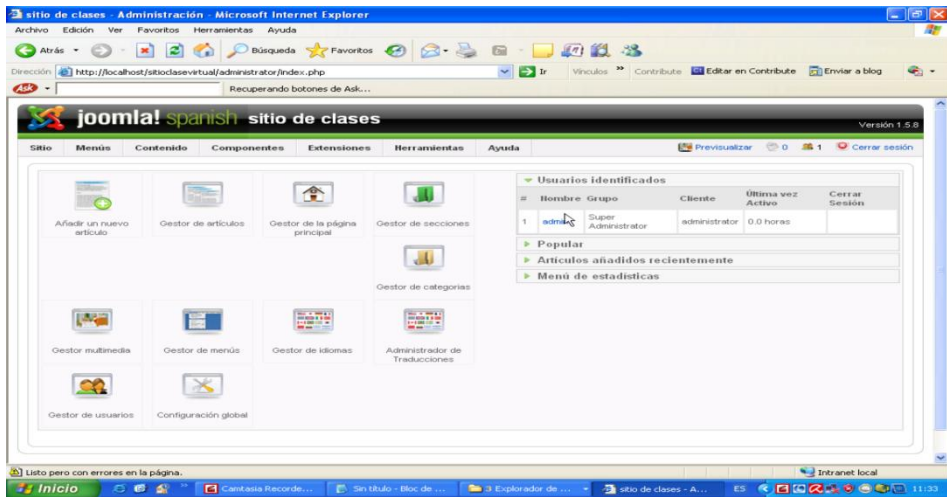 sitio de clases - Administración - Microsoft Internet Explorer
Archivo Edición Ver Favoritos Herramientas Ayuda
Atrás Búsqueda Favoritos
Dirección http://localhost/sitioclasevirtual/administrator/index.php Ir Vínculos » Contribute Editar en Contribute Enviar a blog
Ask Recuperando botones de Ask...
joomla! spanish sitio de clases
Versión 1.5.8
Sitio Menús Contenido Componentes Extensiones Herramientas Ayuda Previsualizar 0 1 Cerrar sesión
Añadir un nuevo artículo
Gestor de artículos
Gestor de la página principal
Gestor de secciones
Gestor de categorias
Gestor multimedia
Gestor de menús
Gestor de idiomas
Administrador de Traducciones
Gestor de usuarios
Configuración global
Usuarios identificados
# Nombre Grupo Cliente Última vez Activo Cerrar Sesión
1 admin Super Administrator administrator 0.0 horas
Popular
Artículos añadidos recientemente
Menú de estadísticas
Listo pero con errores en la página. Intranet local
Inicio » Camtasia Recorde... Sin título - Bloc de ... 3 Explorador de ... sitio de clases - A... ES 11:33